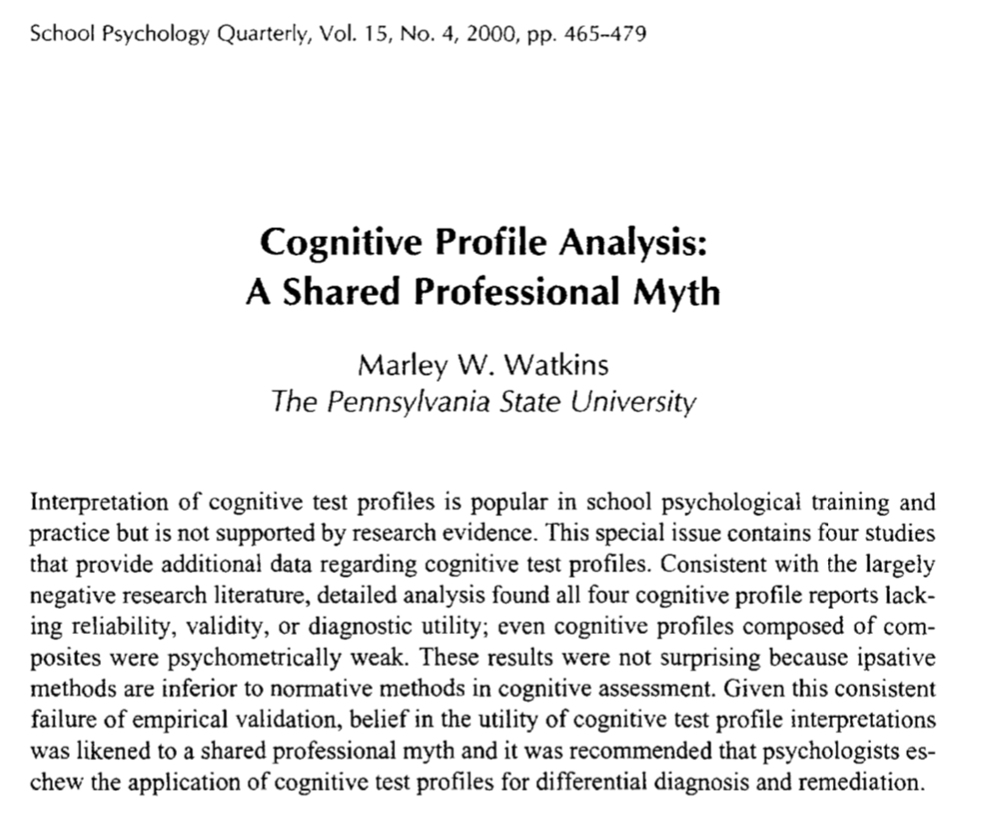 School Psychology Quarterly, Vol. 15, No. 4, 2000, pp. 465–479
Cognitive Profile Analysis:
A Shared Professional Myth
Marley W. Watkins
The Pennsylvania State University
Interpretation of cognitive test profiles is popular in school psychological training and
practice but is not supported by research evidence. This special issue contains four studies
that provide additional data regarding cognitive test profiles. Consistent with the largely
negative research literature, detailed analysis found all four cognitive profile reports lack-
ing reliability, validity, or diagnostic utility; even cognitive profiles composed of com-
posites were psychometrically weak. These results were not surprising because ipsative
methods are inferior to normative methods in cognitive assessment. Given this consistent
failure of empirical validation, belief in the utility of cognitive test profile interpretations
was likened to a shared professional myth and it was recommended that psychologists es-
chew the application of cognitive test profiles for differential diagnosis and remediation.